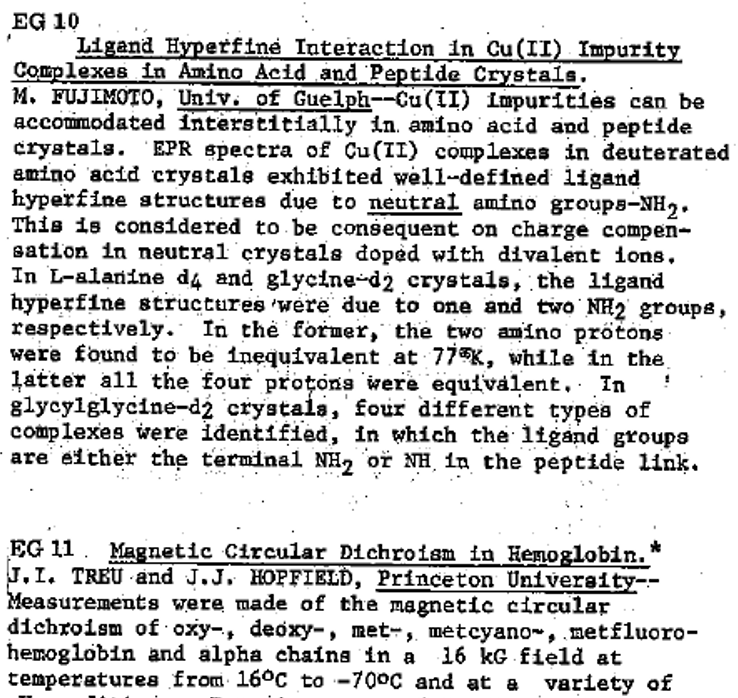 EG 10
Ligand Hyperfine Interaction in Cu(II) Impurity
Complexes in Amino Acid and Peptide Crystals.
M. FUJIMOTO, Univ. of Guelph--Cu(II) impurities can be
accommodated interstitially in amino acid and peptide
crystals. EPR spectra of Cu(II) complexes in deuterated
amino acid crystals exhibited well-defined ligand
hyperfine structures due to neutral amino groups-NH2.
This is considered to be consequent on charge compen-
sation in neutral crystals doped with divalent ions.
In L-alanine d4 and glycine-d2 crystals, the ligand
hyperfine structures were due to one and two NH2 groups,
respectively. In the former, the two amino protons
were found to be inequivalent at 77°K, while in the
latter all the four protons were equivalent. In
glycylglycine-d2 crystals, four different types of
complexes were identified, in which the ligand groups
are either the terminal NH2 or NH in the peptide link.
EG 11 Magnetic Circular Dichroism in Hemoglobin.*
J.I. TREU and J.J. HOPFIELD, Princeton University--
Measurements were made of the magnetic circular
dichroism of oxy-, deoxy-, met-, metcyano-, metfluoro-
hemoglobin and alpha chains in a 16 kG field at
temperatures from 16°C to -70°C and at a variety of